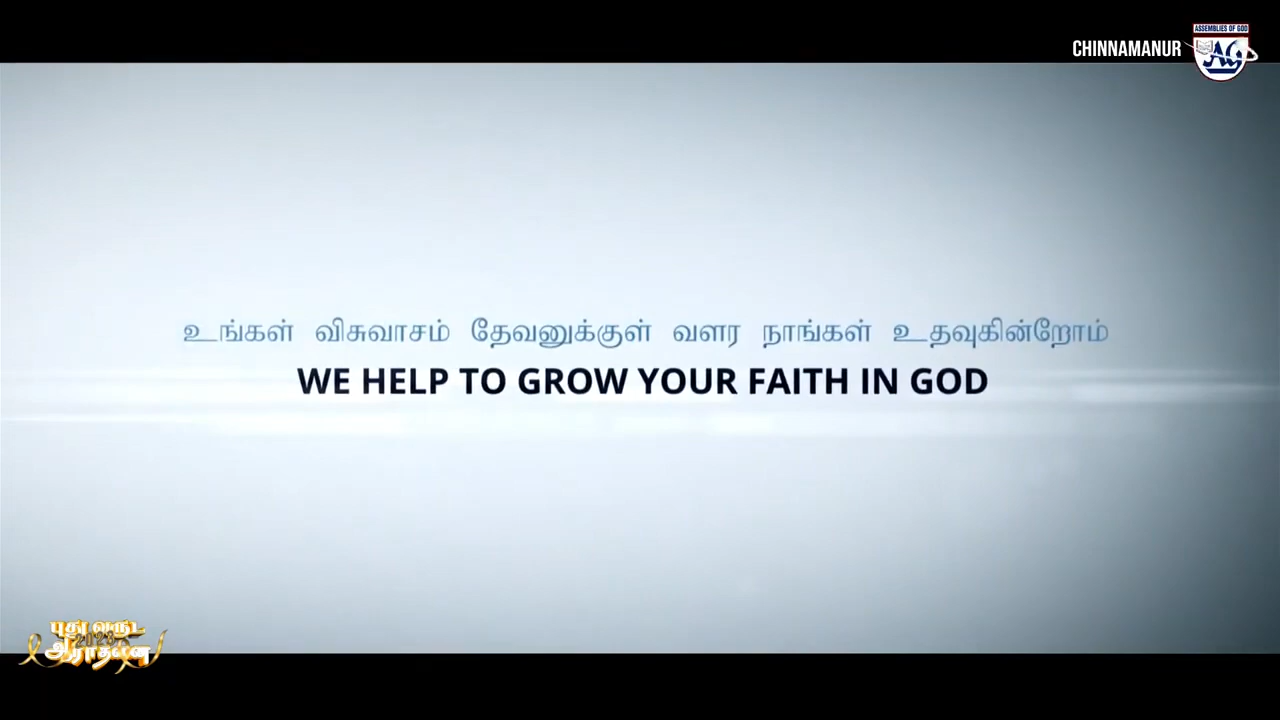 CHINNAMANUR
ASSEMBLIES OF GOD
AG
உங்கள் விசுவாசம் தேவனுக்குள் வளர நாங்கள் உதவுகின்றோம்
WE HELP TO GROW YOUR FAITH IN GOD
புது வருட
ஆராதனை